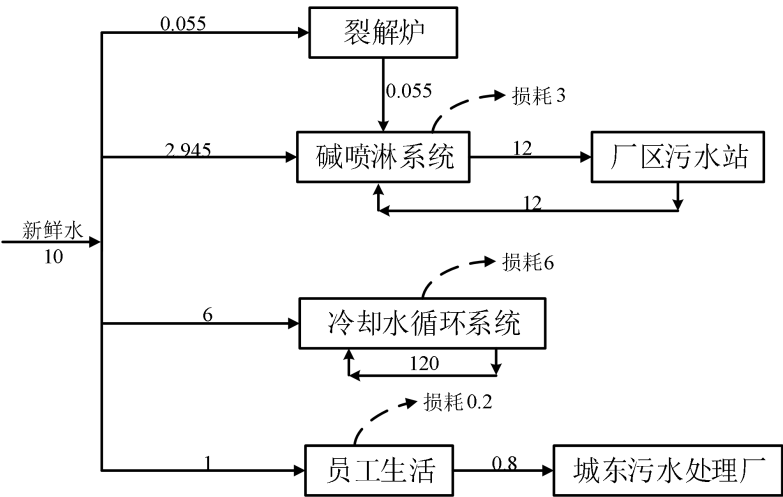 0.055
裂解炉
0.055
损耗3
2.945
碱喷淋系统
12
厂区污水站
12
新鲜水
10
损耗6
6
冷却水循环系统
120
损耗0.2
1
员工生活
0.8
城东污水处理厂